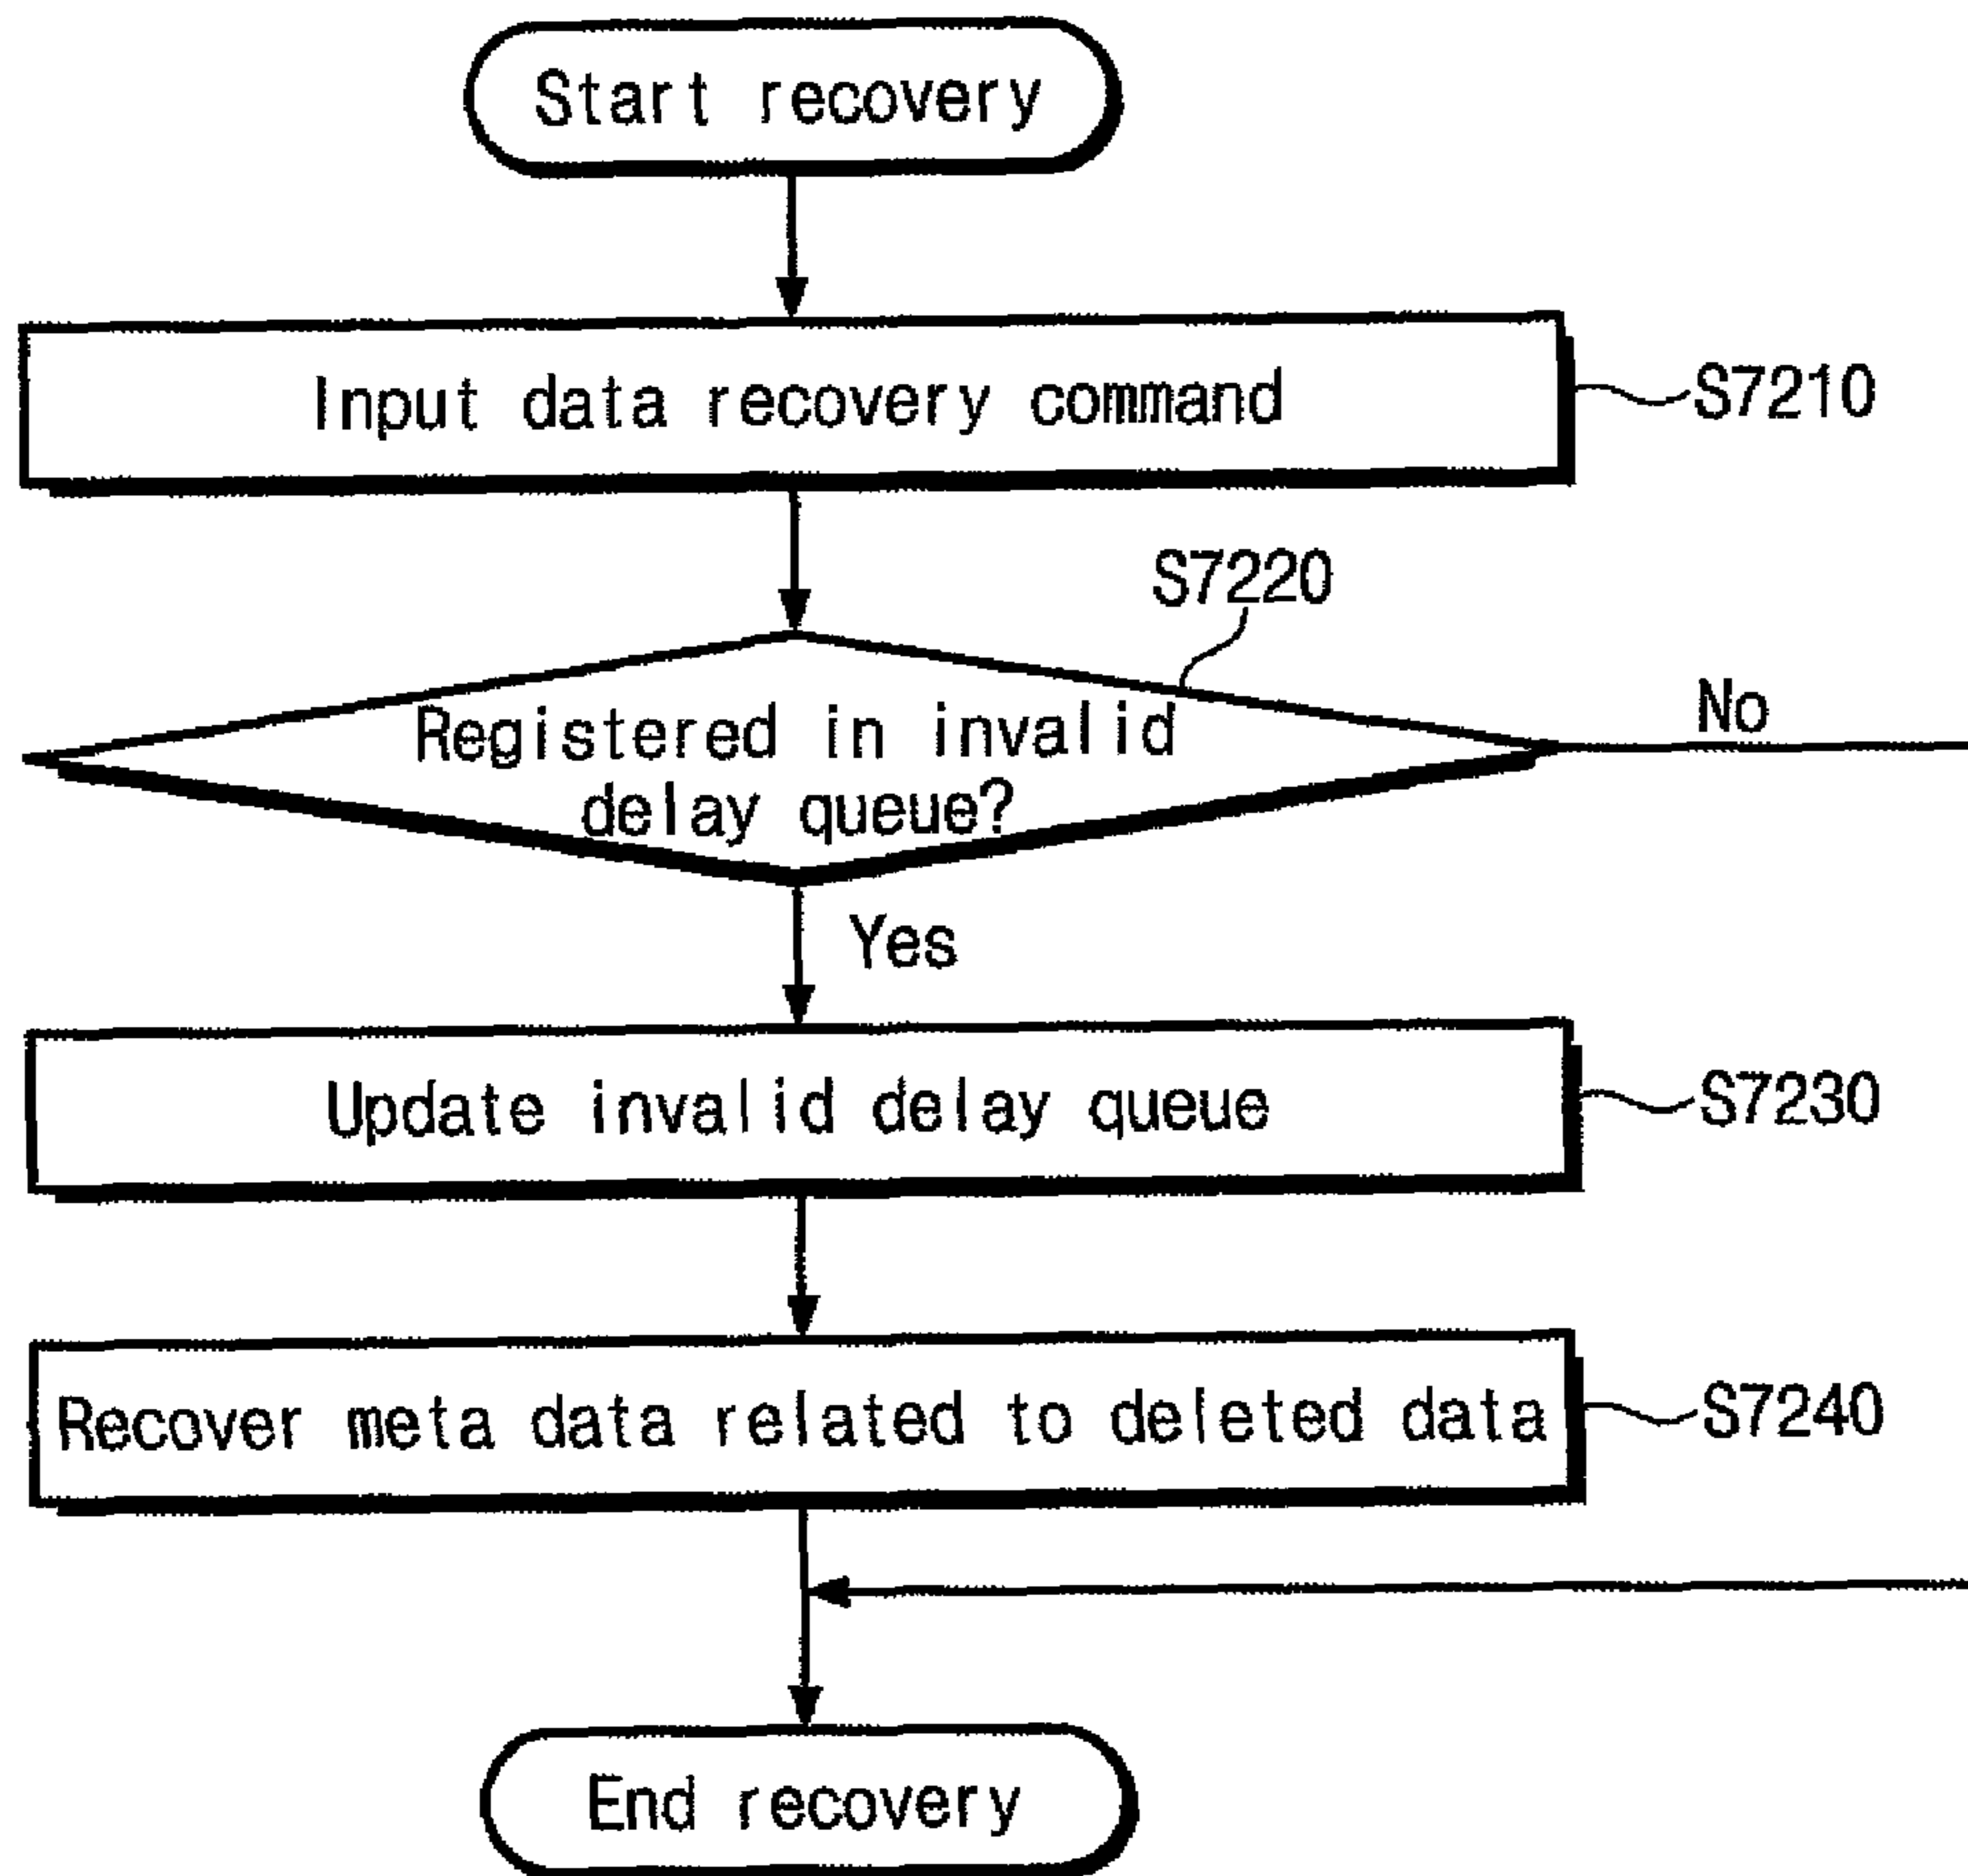 Start recovery
Input data recovery command
S7210
S7220
Registered in invalid
delay queue?
No
Yes
Update invalid delay queue
S7230
Recover meta data related to deleted data
S7240
End recovery